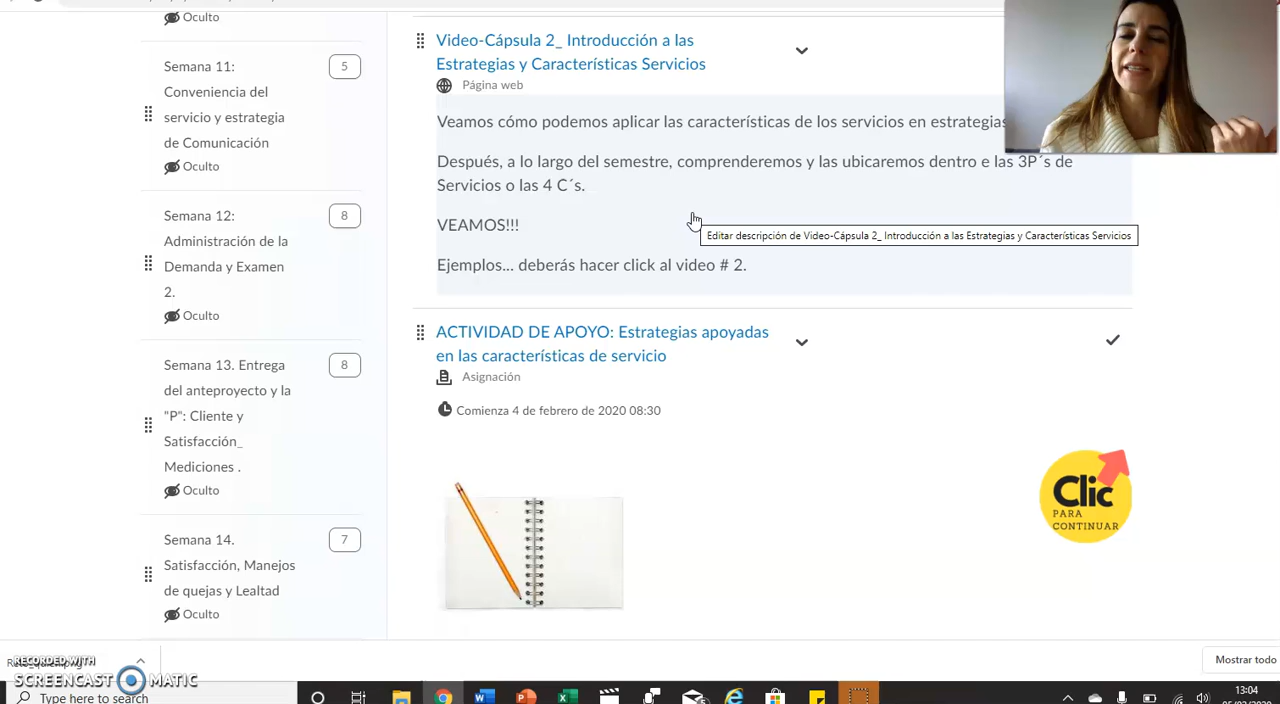 Oculto
Semana 11:
Conveniencia del
servicio y estrategia
de Comunicación
Oculto
5
Semana 12:
Administración de la
Demanda y Examen
2.
Oculto
8
Semana 13. Entrega
del anteproyecto y la
"P": Cliente y
Satisfacción_
Mediciones .
Oculto
8
Semana 14.
Satisfacción, Manejos
de quejas y Lealtad
Oculto
7
Video-Cápsula 2_ Introducción a las
Estrategias y Características Servicios
Página web
Veamos cómo podemos aplicar las características de los servicios en estrategias
Después, a lo largo del semestre, comprenderemos y las ubicaremos dentro e las 3P´s de
Servicios o las 4 C´s.
VEAMOS!!!
Editar descripción de Video-Cápsula 2_ Introducción a las Estrategias y Características Servicios
Ejemplos... deberás hacer click al video # 2.
ACTIVIDAD DE APOYO: Estrategias apoyadas
en las características de servicio
Asignación
Comienza 4 de febrero de 2020 08:30
Clic
PARA
CONTINUAR
RECORDED WITH
SCREENCAST MATIC
Mostrar todo
Type here to search
13:04